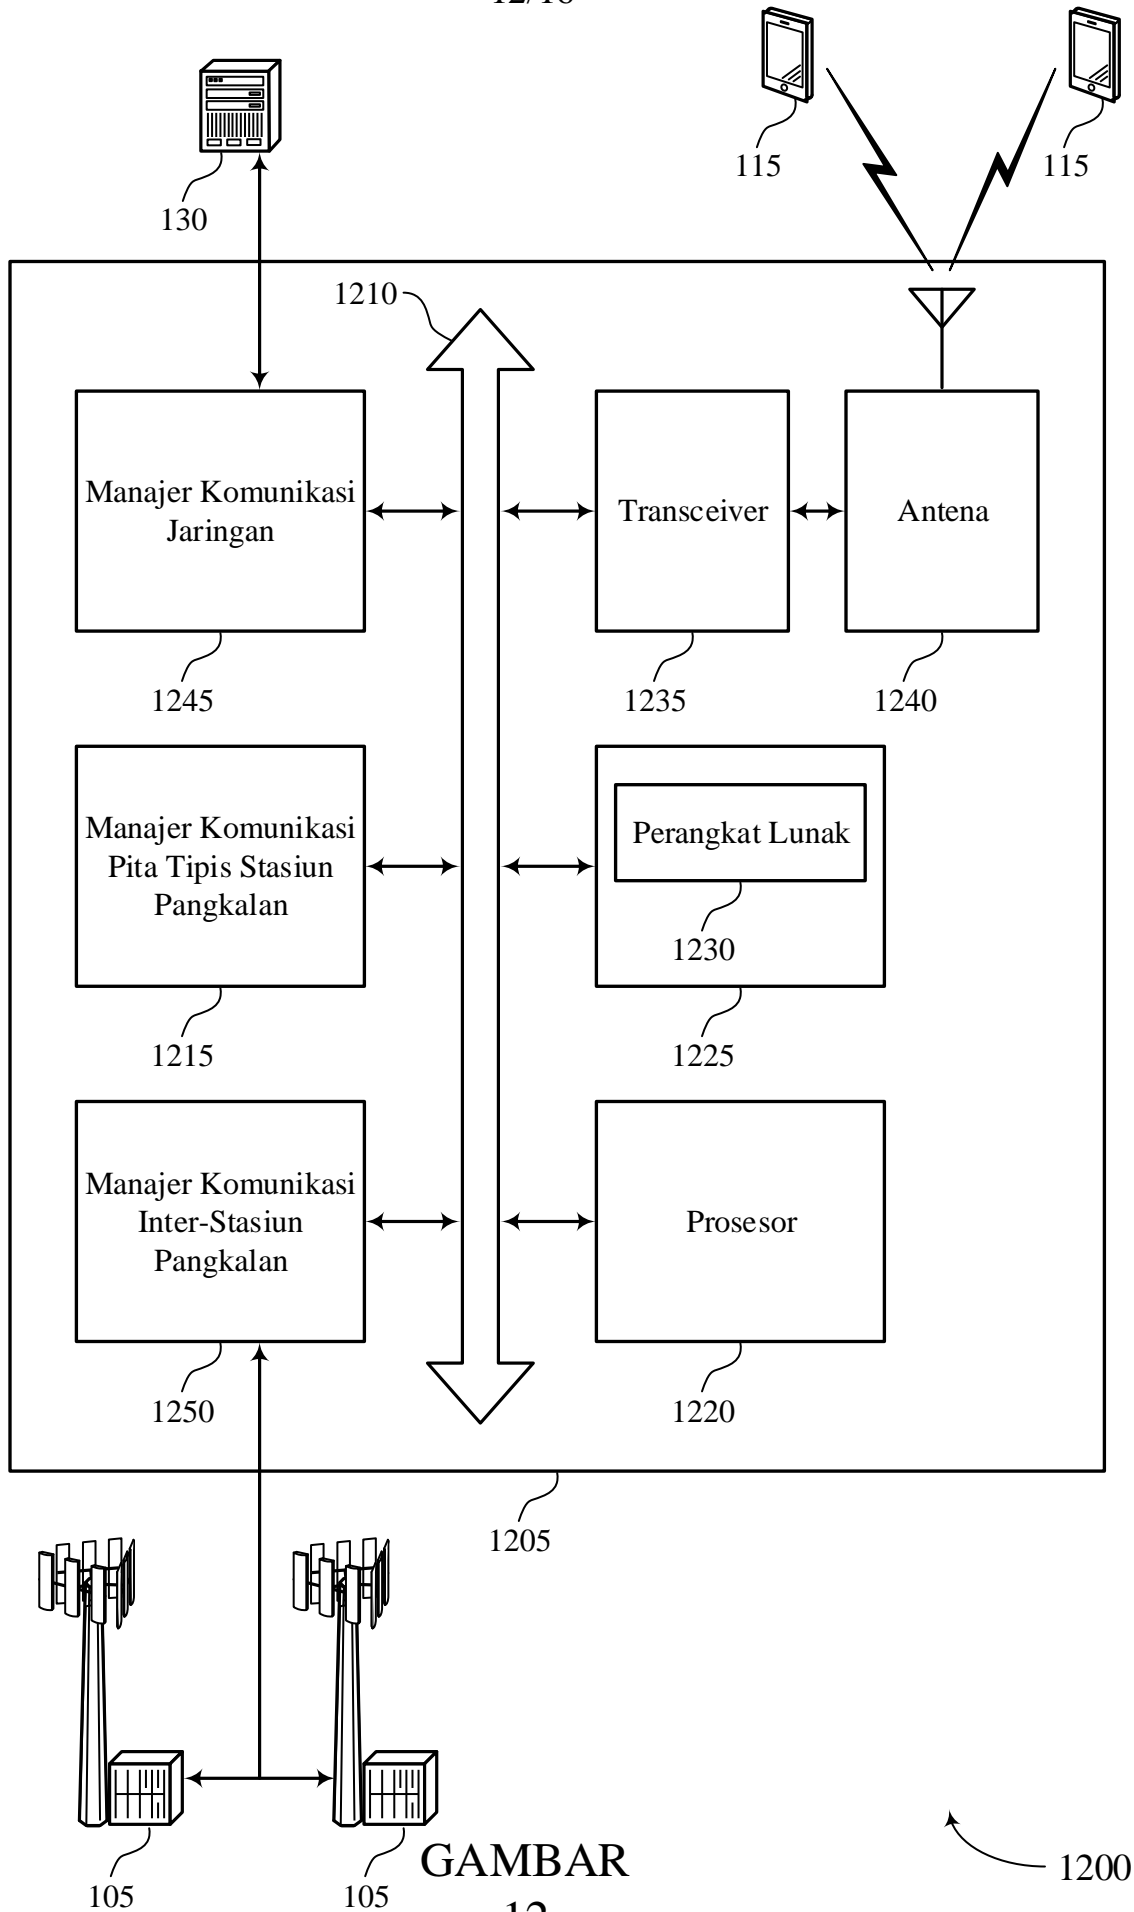 12/16
115
115
130
1210
Manajer Komunikasi
Jaringan
Transceiver
Antena
1245
1235
1240
Manajer Komunikasi
Pita Tipis Stasiun
Pangkalan
Perangkat Lunak
1230
1215
1225
Manajer Komunikasi
Inter-Stasiun
Pangkalan
Prosesor
1250
1220
1205
105
105
GAMBAR
12
1200